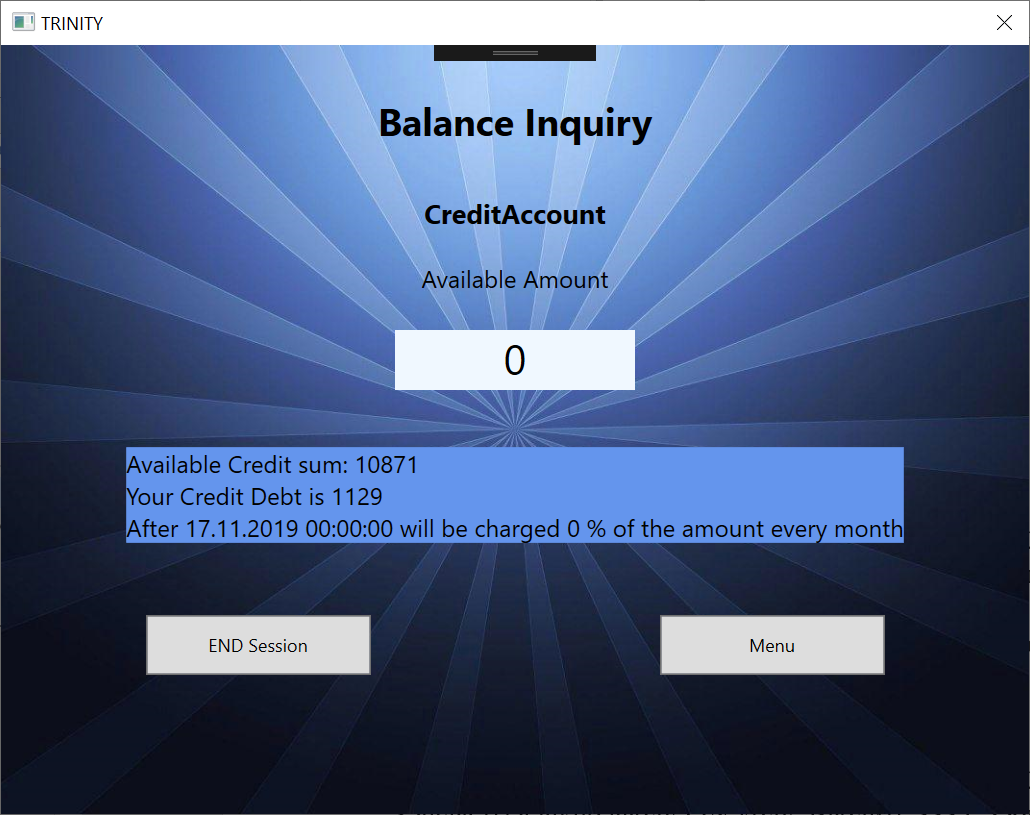 TRINITY
Balance Inquiry
CreditAccount
Available Amount
0
Available Credit sum: 10871
Your Credit Debt is 1129
After 17.11.2019 00:00:00 will be charged 0 % of the amount every month
END Session
Menu